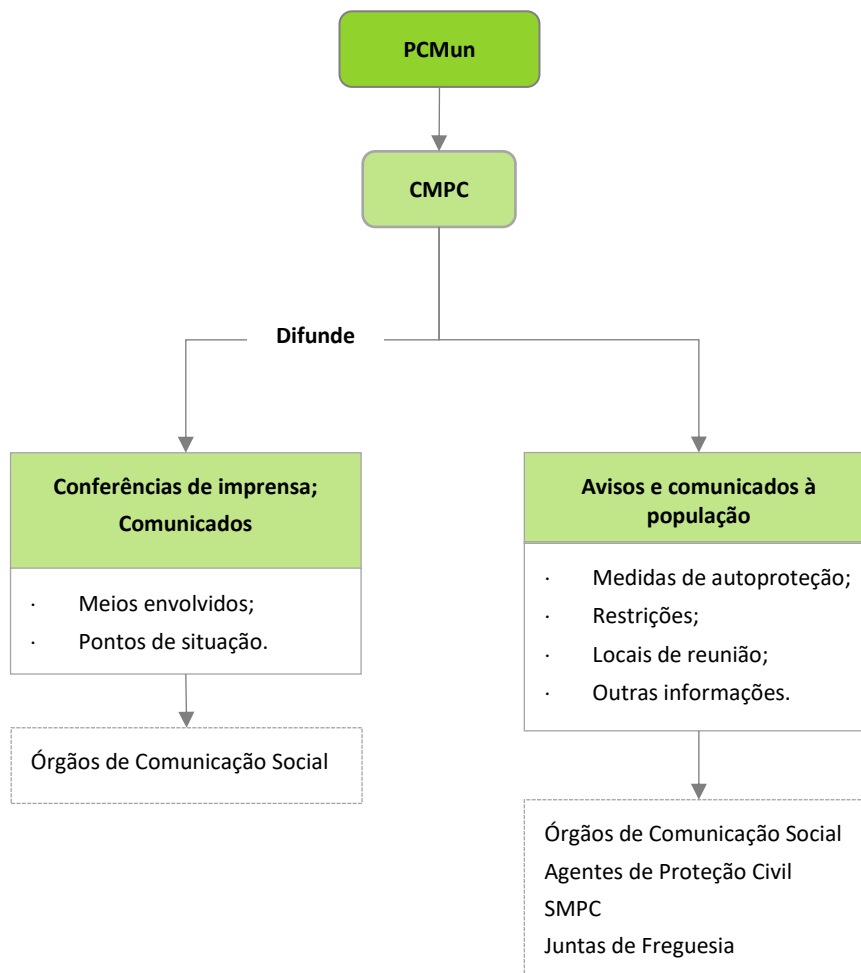 PCMun
CMPC
Difunde
Conferências de imprensa;
Comunicados
· Meios envolvidos;
· Pontos de situação.
Órgãos de Comunicação Social
Avisos e comunicados à
população
· Medidas de autoproteção;
· Restrições;
· Locais de reunião;
· Outras informações.
Órgãos de Comunicação Social
Agentes de Proteção Civil
SMPC
Juntas de Freguesia